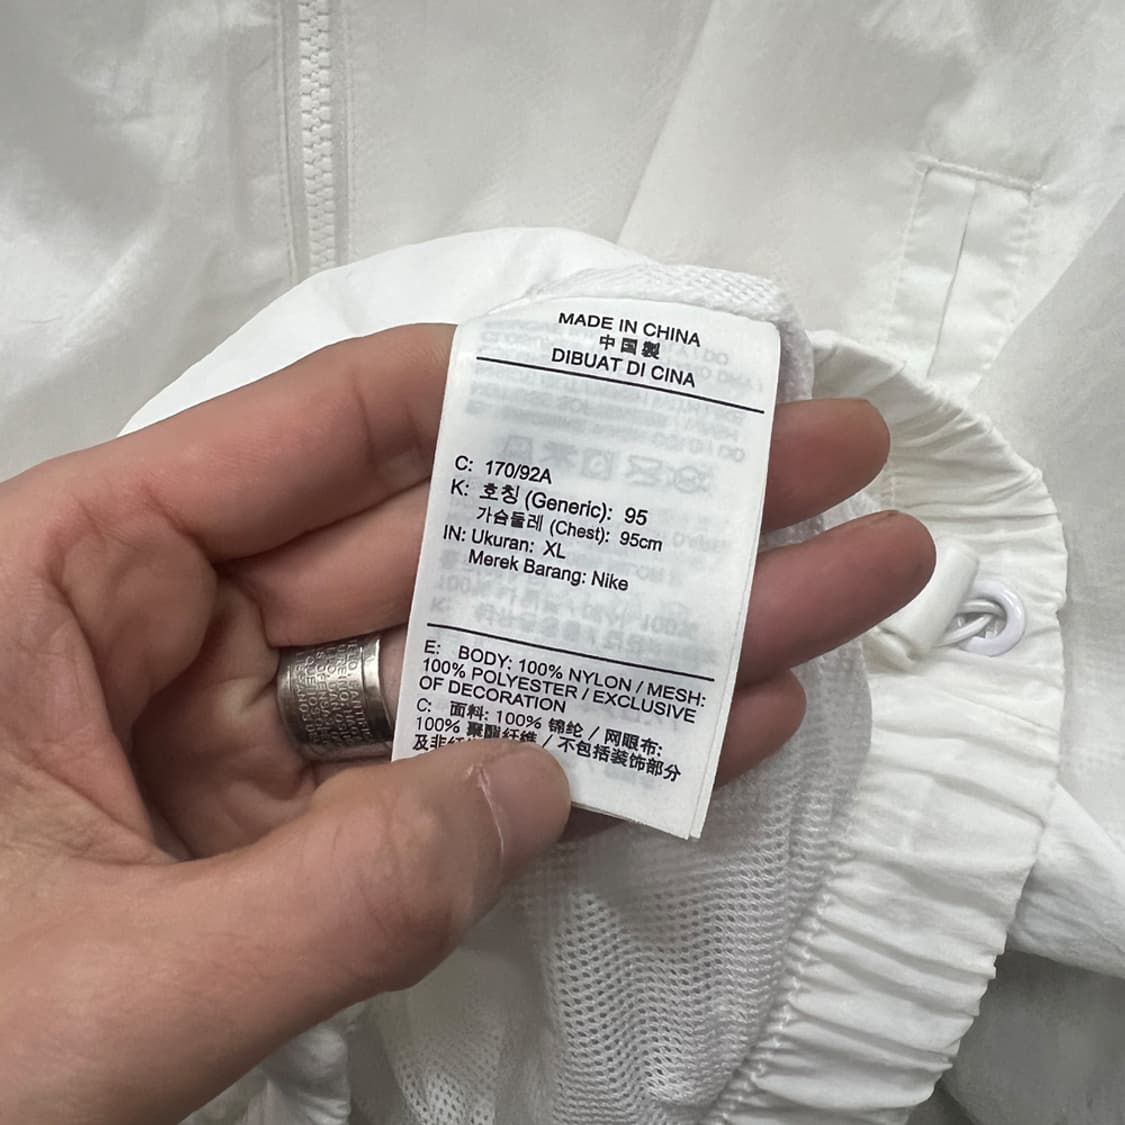 MADE IN CHINA
中国製
DIBUAT DI CINA
C: 170/92A
K: 호칭 (Generic): 95
가슴둘레 (Chest): 95cm
IN: Ukuran: XL
Merek Barang: Nike
E: BODY: 100% NYLON / MESH:
100% POLYESTER / EXCLUSIVE
OF DECORATION
C: 面料: 100% 锦纶 / 网眼布:
100% 聚酯纤维 / 不包括装饰部分
及非